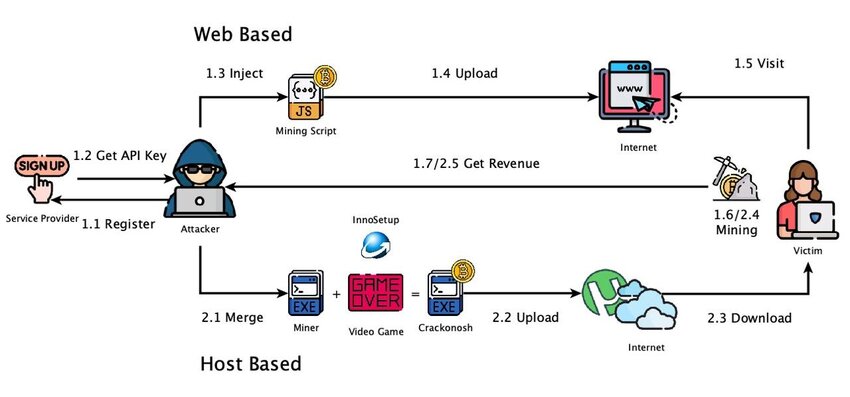 Web Based
1.3 Inject
1.4 Upload
1.5 Visit
JS
WWW
Mining Script
Internet
1.2 Get API Key
1.7/2.5 Get Revenue
SIGN UP
Service Provider
1.1 Register
Attacker
1.6/2.4
Mining
Victim
InnoSetup
EXE
+
GAME
OVER
=
EXE
2.1 Merge
Miner
Video Game
Crackonosh
2.2 Upload
2.3 Download
Internet
Host Based